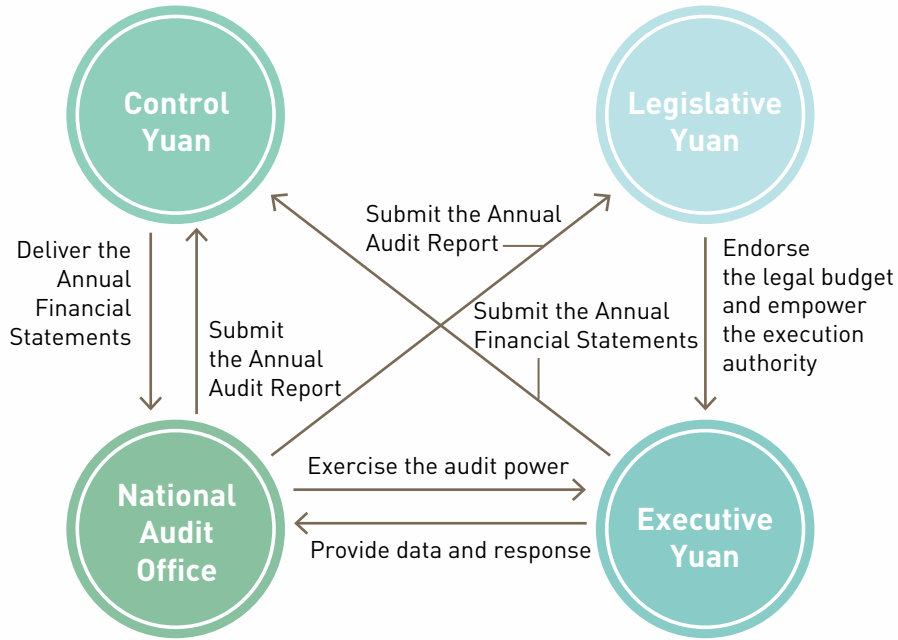 Control
Yuan
Legislative
Yuan
Deliver the
Annual
Financial
Statements
Submit
the Annual
Audit Report
Submit the Annual
Audit Report
Submit the Annual
Financial Statements
Endorse
the legal budget
and empower
the execution
authority
National
Audit
Office
Exercise the audit power
Provide data and response
Executive
Yuan